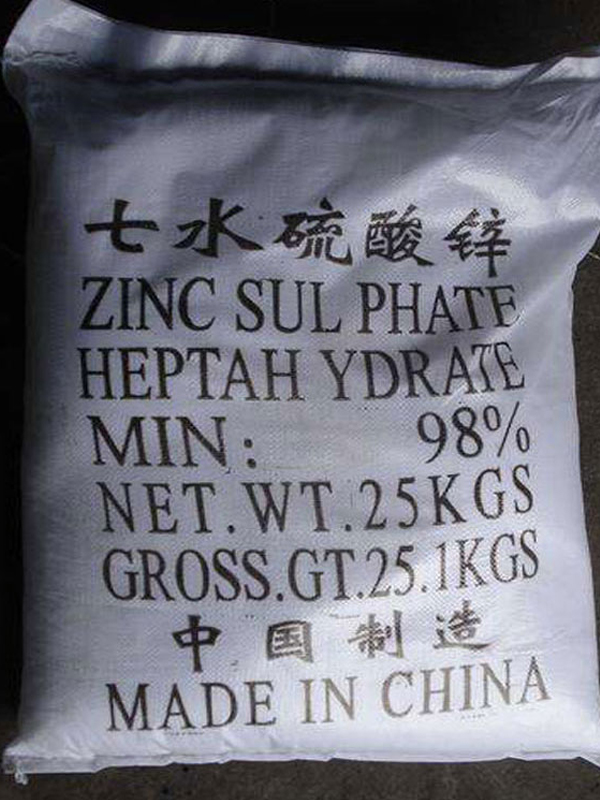 七水硫酸锌
ZINC SUL PHATE
HEPTAH YDRATE
MIN: 98%
NET.WT.25KGS
GROSS.GT.25.1KGS
中国制造
MADE IN CHINA